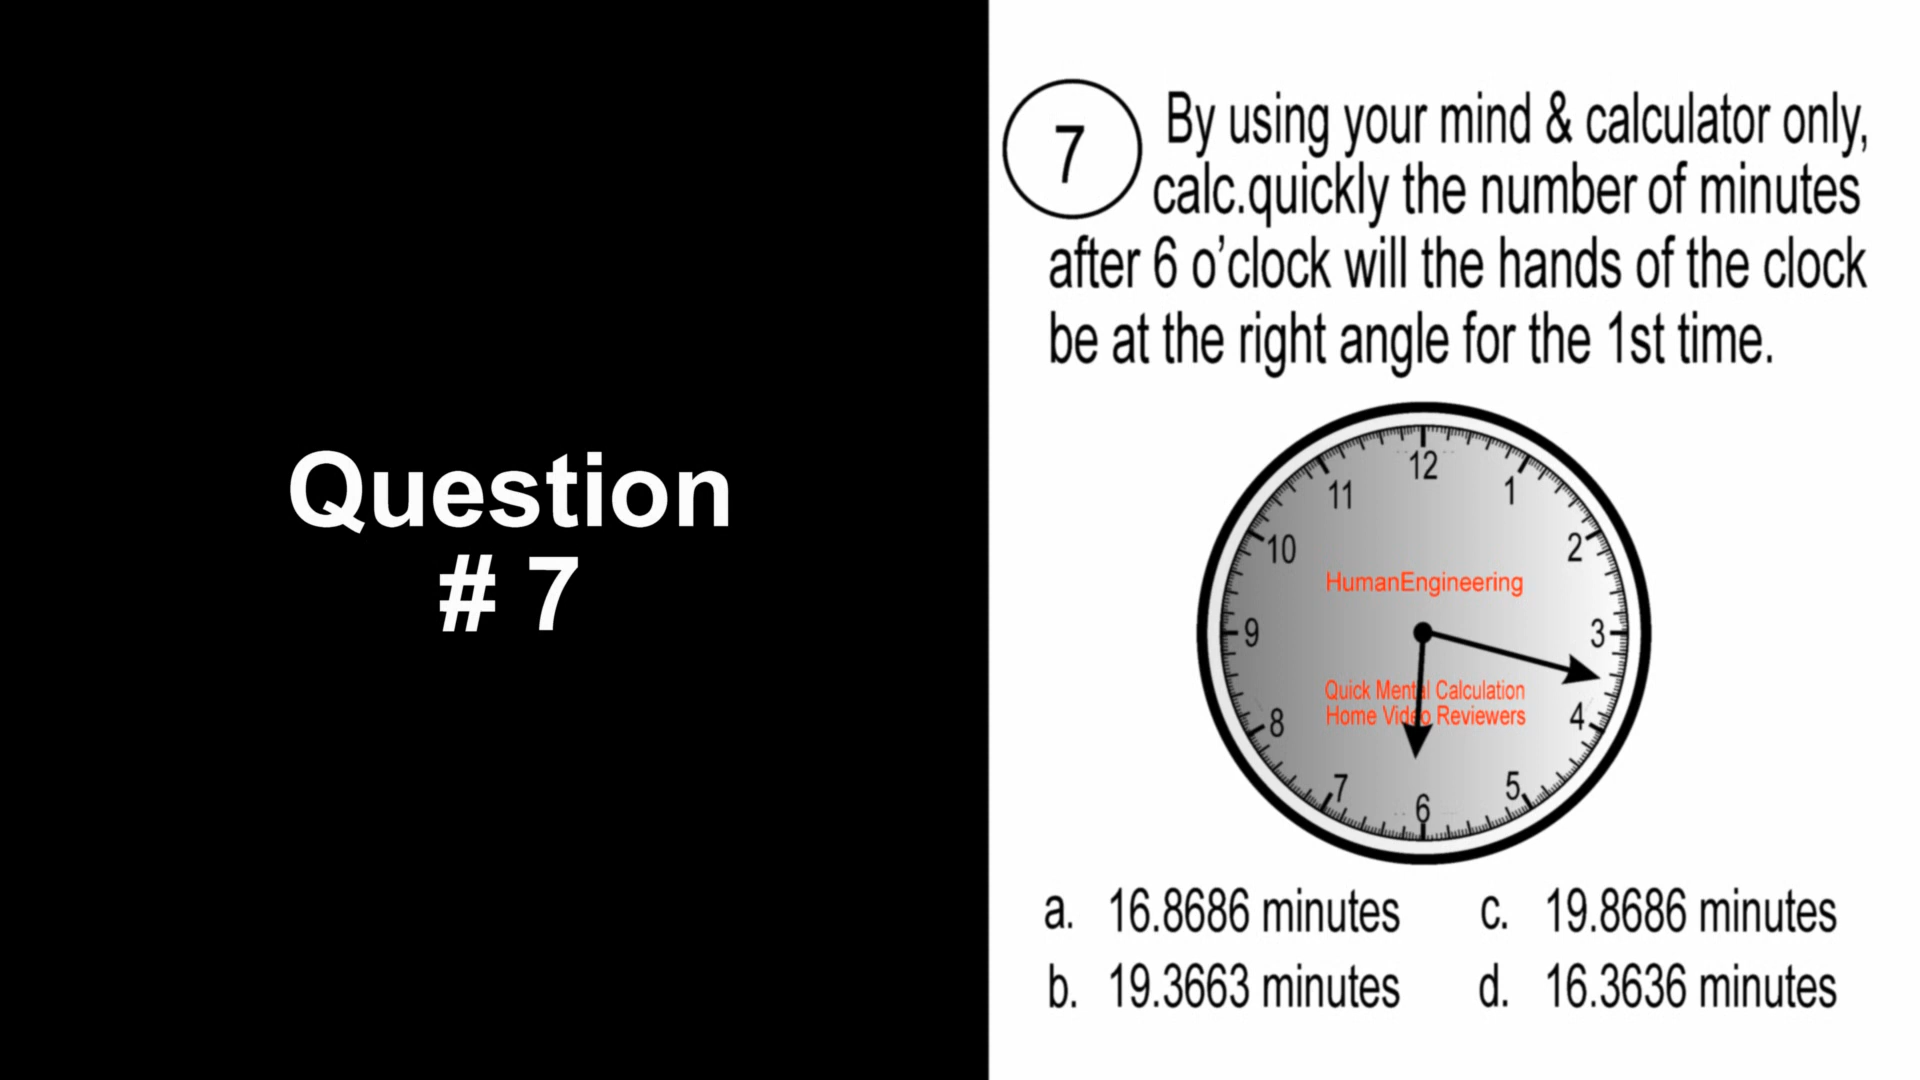 Question
# 7
7
By using your mind & calculator only,
calc.quickly the number of minutes
after 6 o’clock will the hands of the clock
be at the right angle for the 1st time.
12
11
1
10
2
HumanEngineering
9
3
Quick Mental Calculation
Home Video Reviewers
8
4
7
5
6
a. 16.8686 minutes
c. 19.8686 minutes
b. 19.3663 minutes
d. 16.3636 minutes